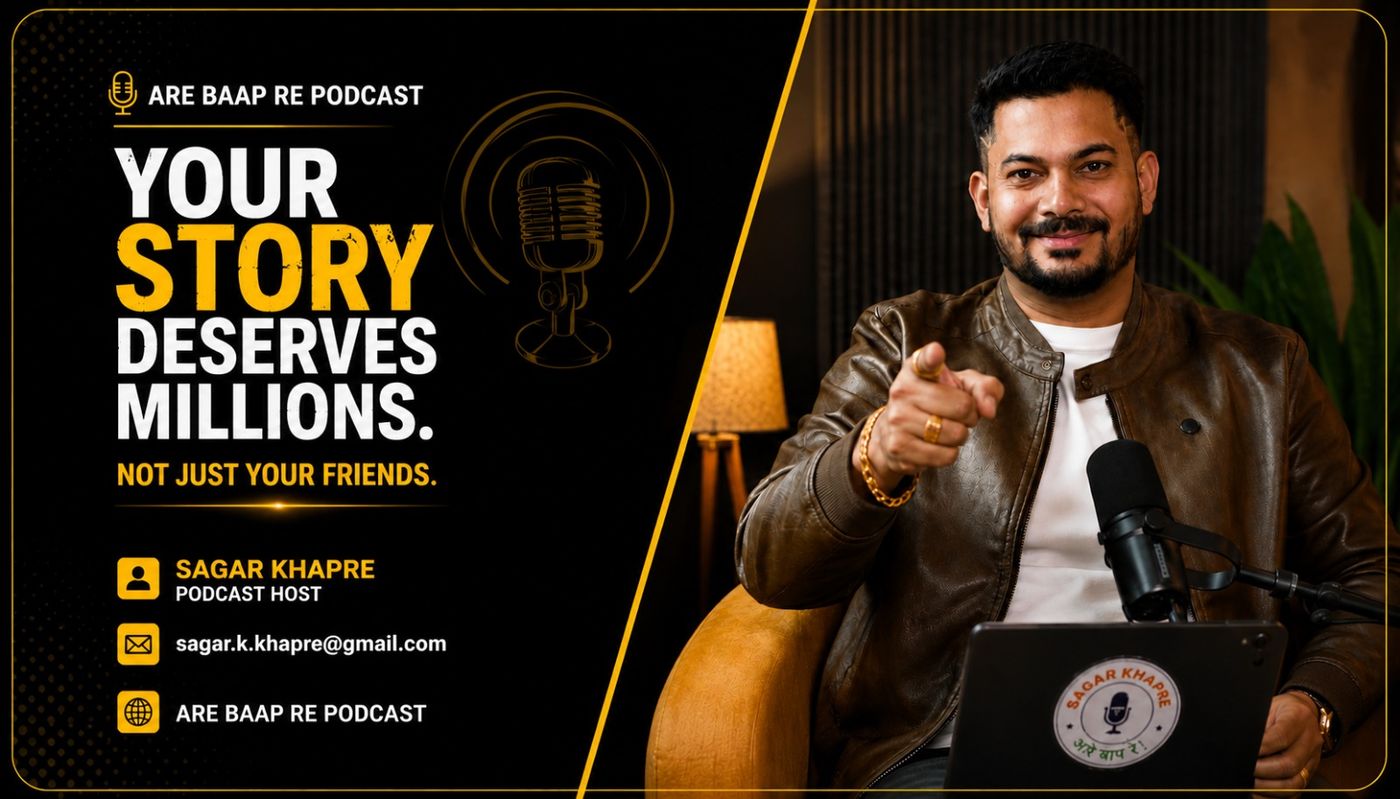 ARE BAAP RE PODCAST
YOUR
STORY
DESERVES
MILLIONS.
NOT JUST YOUR FRIENDS.
SAGAR KHAPRE
PODCAST HOST
sagar.k.khapre@gmail.com
ARE BAAP RE PODCAST
SAGAR KHAPRE
अरे बाप रे!